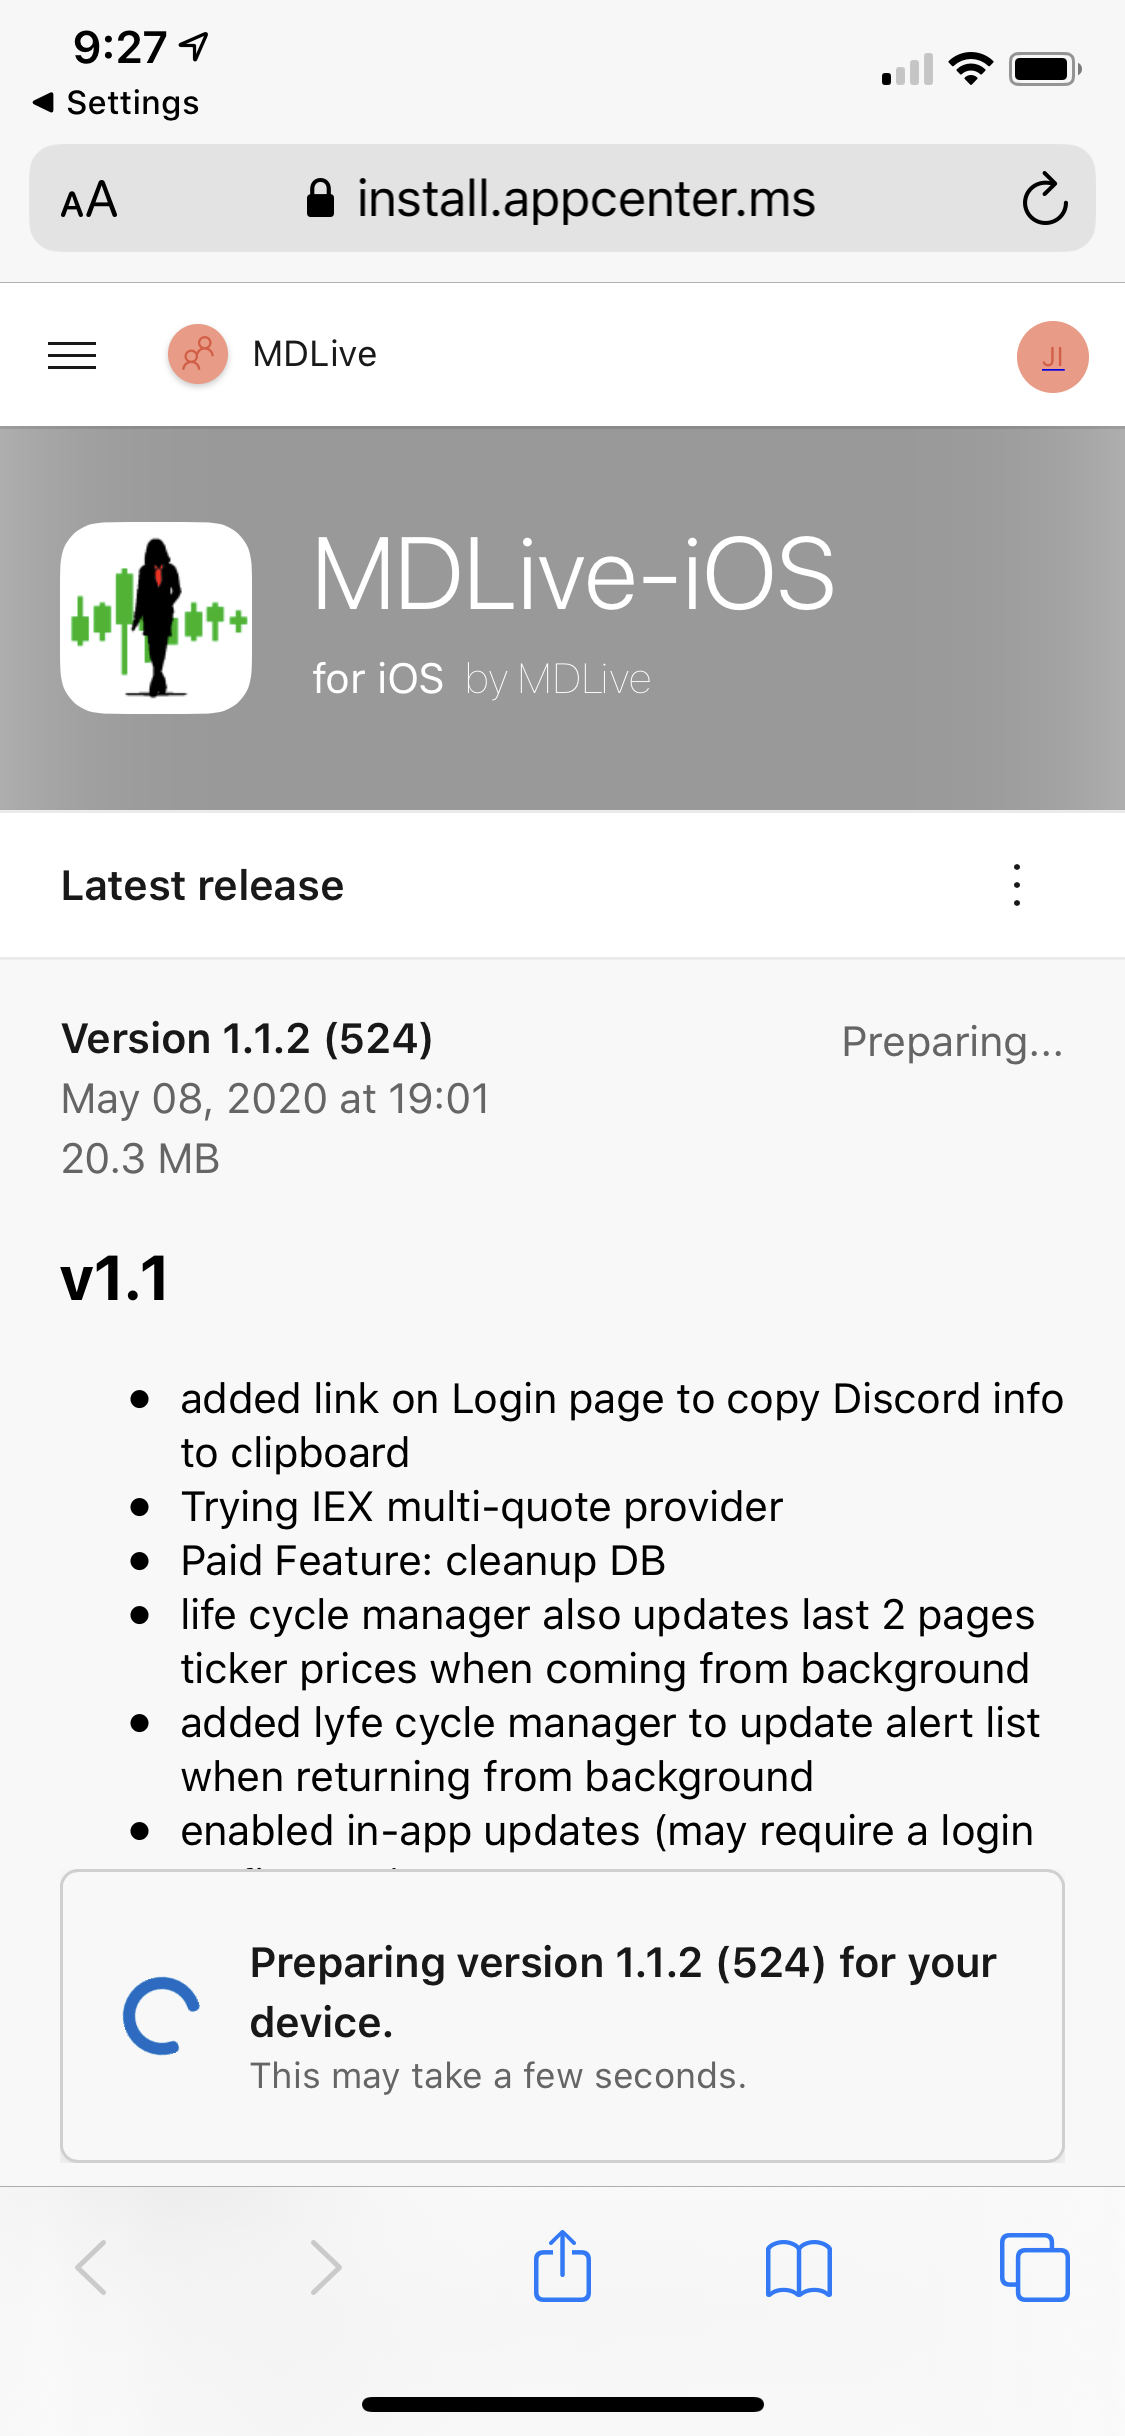 9:27
Settings
AA install.appcenter.ms
MDLive JI
MDLive-iOS
for iOS by MDLive
Latest release
Version 1.1.2 (524) Preparing...
May 08, 2020 at 19:01
20.3 MB
v1.1
added link on Login page to copy Discord info
to clipboard
Trying IEX multi-quote provider
Paid Feature: cleanup DB
life cycle manager also updates last 2 pages
ticker prices when coming from background
added lyfe cycle manager to update alert list
when returning from background
enabled in-app updates (may require a login
Preparing version 1.1.2 (524) for your
device.
This may take a few seconds.